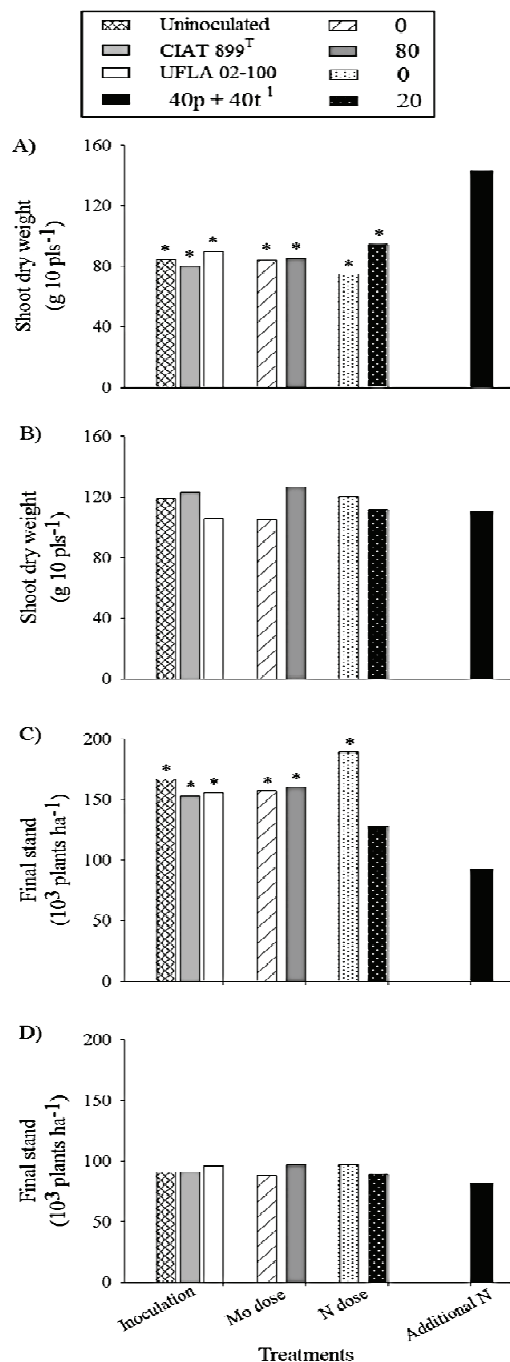 Uninoculated 0
CIAT 899T 80
UFLA 02-100 0
40p + 40t 1 20
A)
160
120
80
40
0
Shoot dry weight
(g 10 pls-1)
* * * * * * *
B)
160
120
80
40
0
Shoot dry weight
(g 10 pls-1)
C)
200
150
100
50
0
Final stand
(103 plants ha-1)
* * * * * *
D)
200
150
100
50
0
Final stand
(103 plants ha-1)
Inoculation Mo dose N dose Additional N
Treatments